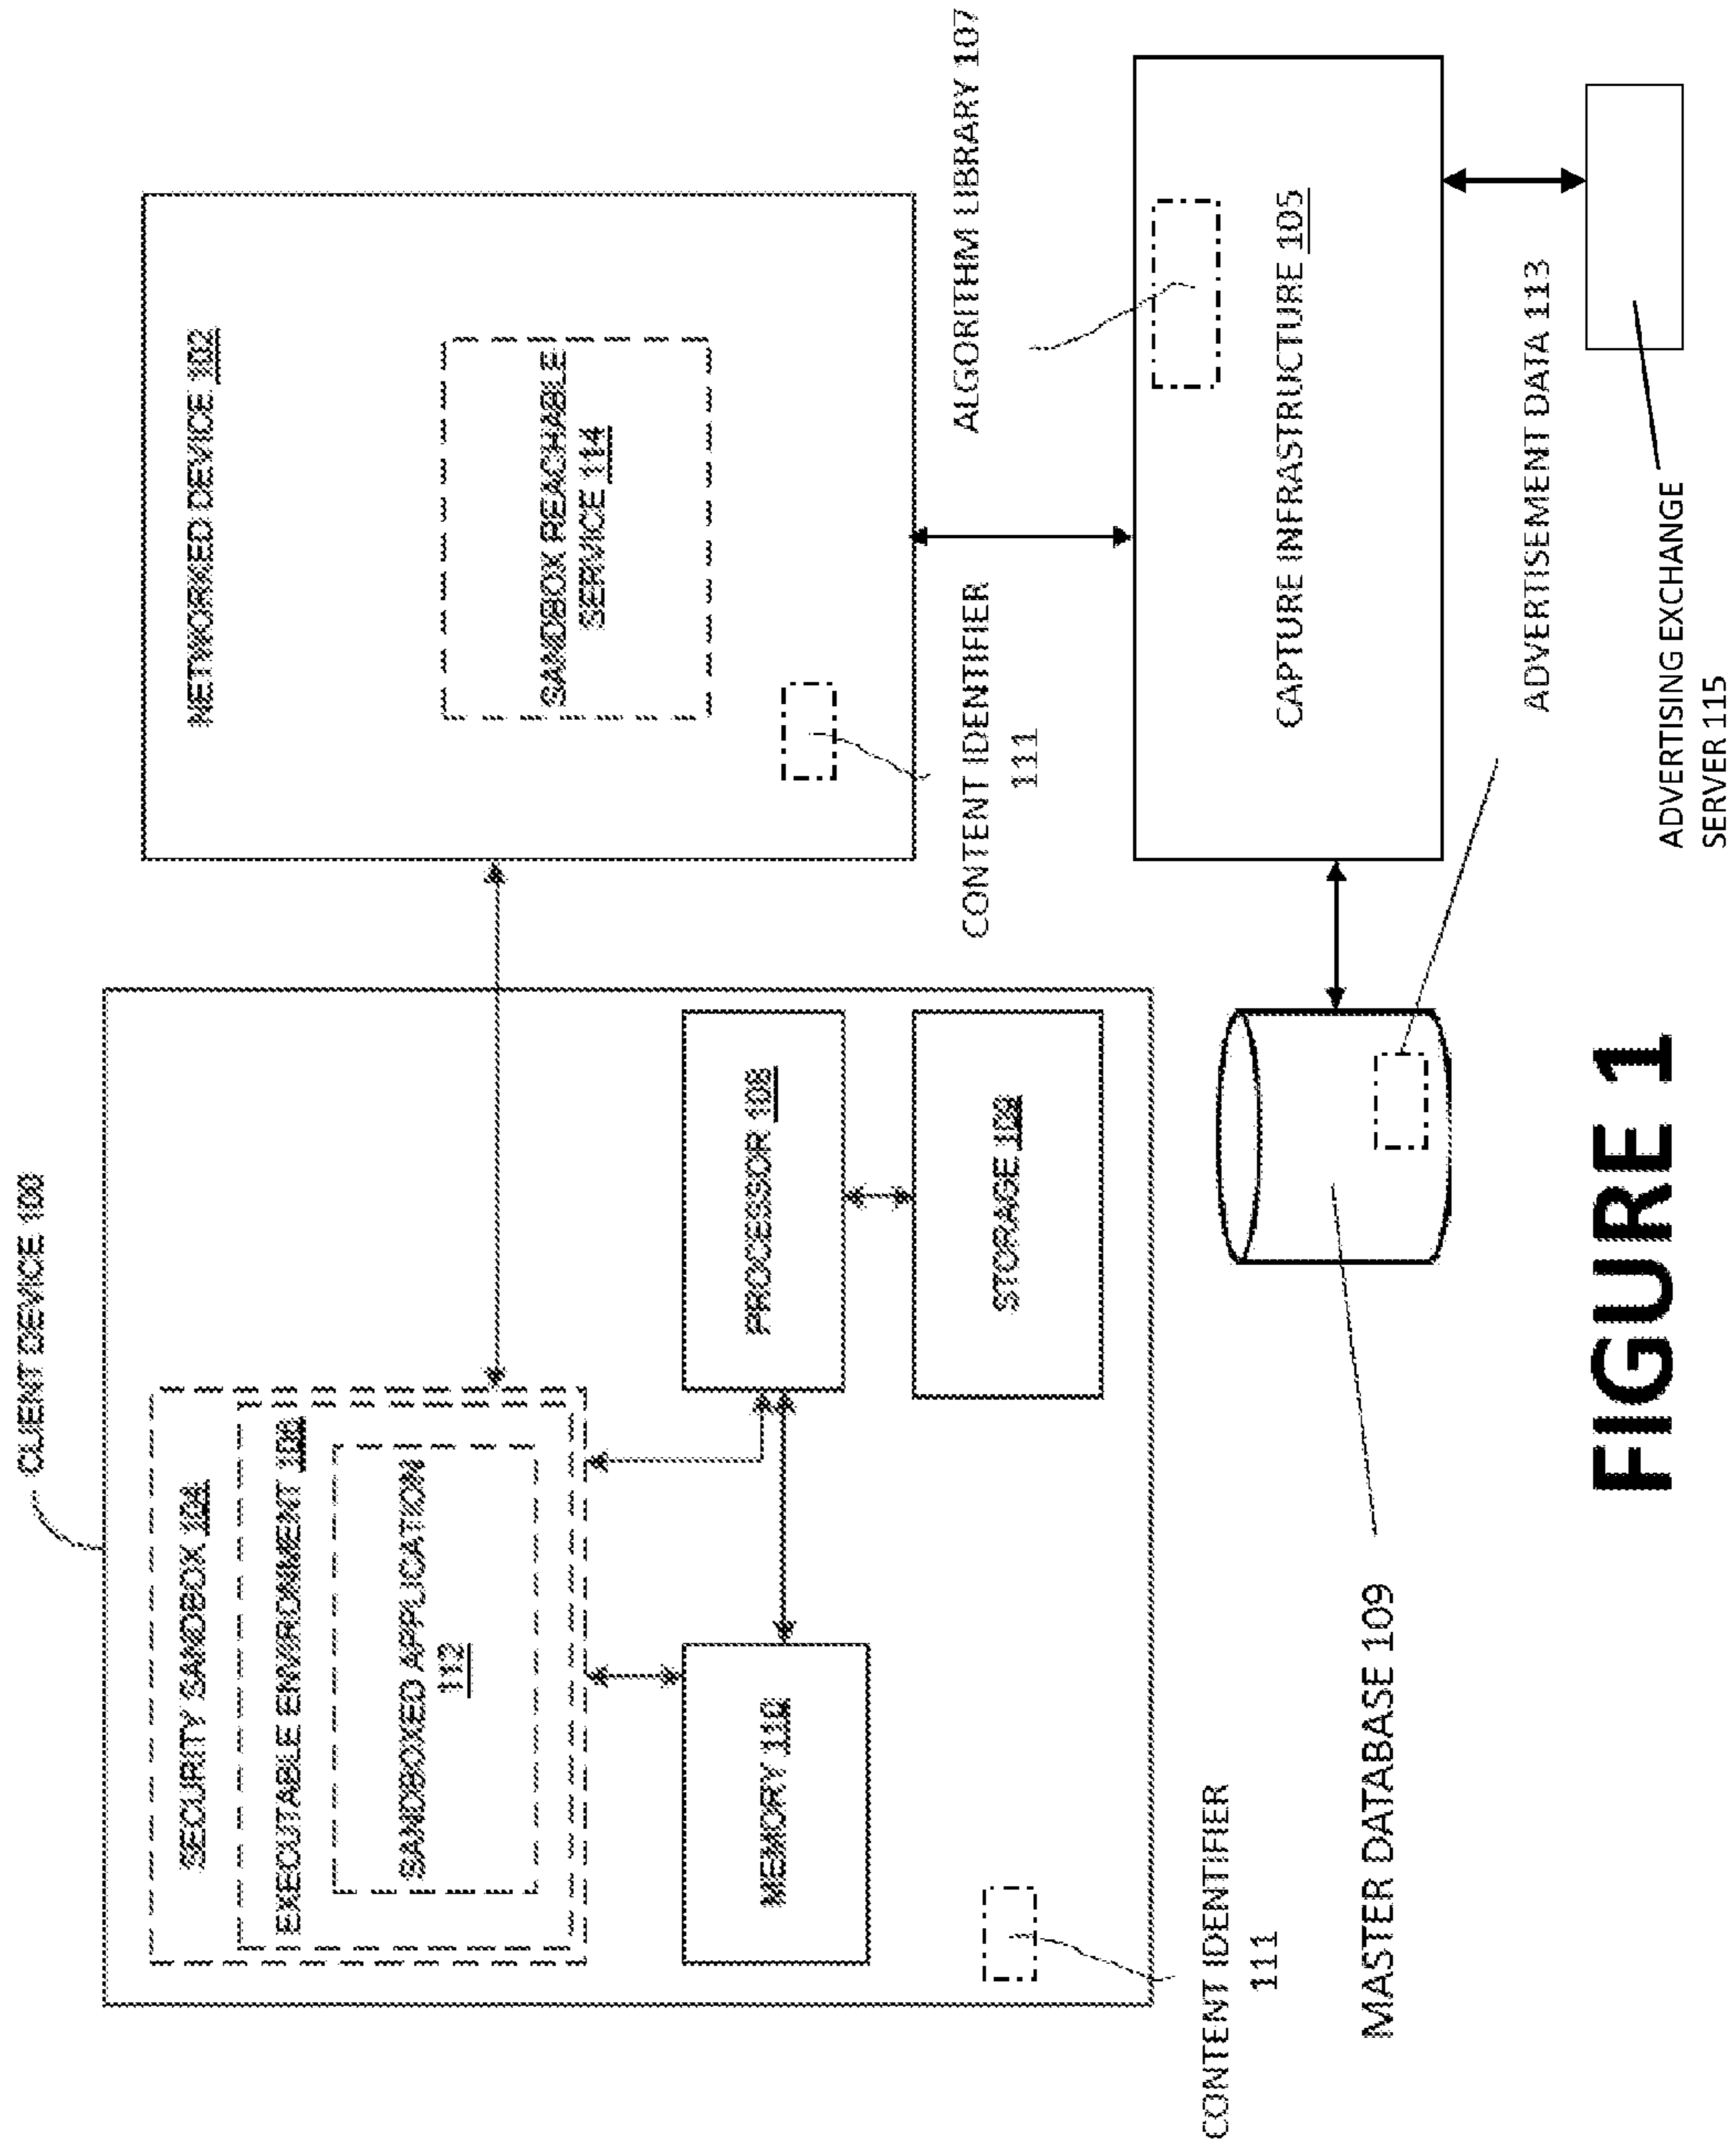 CLIENT DEVICE 100
SECURITY SANDBOX 104
EXECUTABLE ENVIRONMENT 106
SANDBOXED APPLICATION
112
MEMORY 110
PROCESSOR 108
STORAGE 109
CONTENT IDENTIFIER
111
NETWORKED DEVICE 102
SANDBOX REACHABLE
SERVICE 114
CONTENT IDENTIFIER
111
ALGORITHM LIBRARY 107
CAPTURE INFRASTRUCTURE 105
MASTER DATABASE 109
ADVERTISEMENT DATA 113
ADVERTISING EXCHANGE
SERVER 115
FIGURE 1